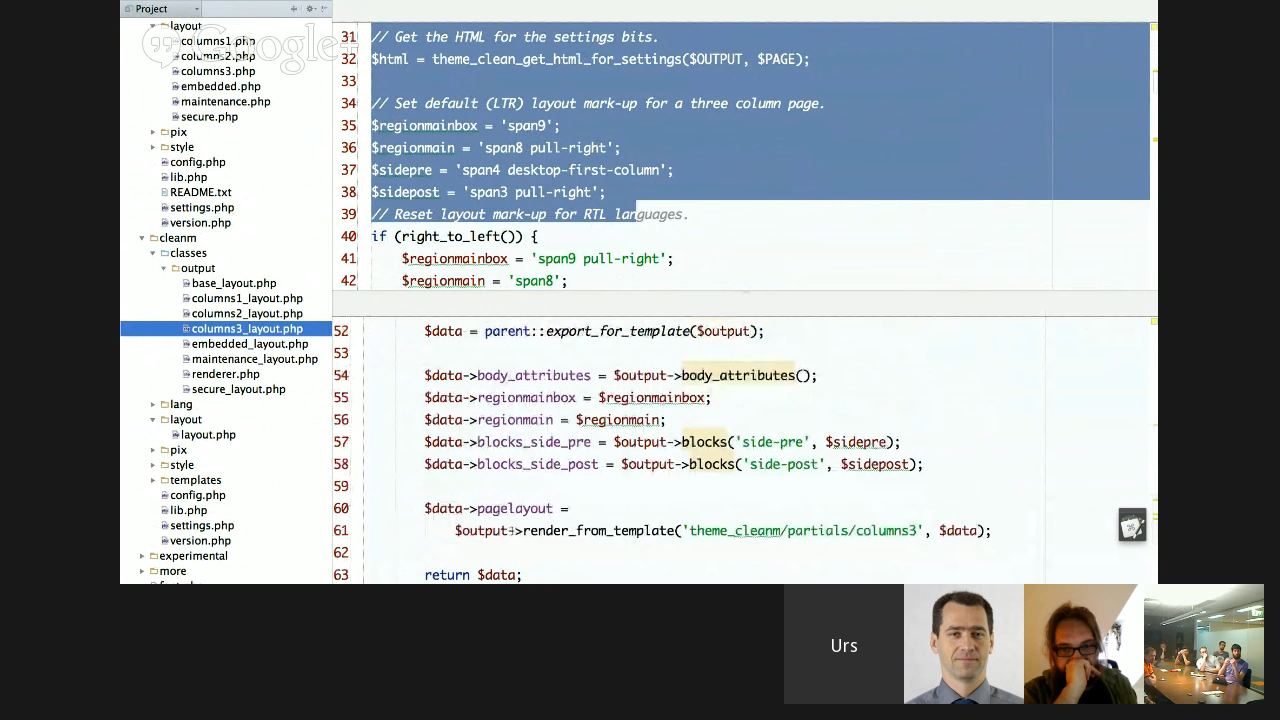 Project
layout
columns1.php
columns2.php
columns3.php
embedded.php
maintenance.php
secure.php
pix
style
config.php
lib.php
README.txt
settings.php
version.php
cleanm
classes
output
base_layout.php
columns1_layout.php
columns2_layout.php
columns3_layout.php
embedded_layout.php
maintenance_layout.php
renderer.php
secure_layout.php
lang
layout
layout.php
pix
style
templates
config.php
lib.php
settings.php
version.php
experimental
more
Google+
31 // Get the HTML for the settings bits.
32 $html = theme_clean_get_html_for_settings($OUTPUT, $PAGE);
33
34 // Set default (LTR) layout mark-up for a three column page.
35 $regionmainbox = 'span9';
36 $regionmain = 'span8 pull-right';
37 $sidepre = 'span4 desktop-first-column';
38 $sidepost = 'span3 pull-right';
39 // Reset layout mark-up for RTL languages.
40 if (right_to_left()) {
41 $regionmainbox = 'span9 pull-right';
42 $regionmain = 'span8';
52 $data = parent::export_for_template($output);
53
54 $data->body_attributes = $output->body_attributes();
55 $data->regionmainbox = $regionmainbox;
56 $data->regionmain = $regionmain;
57 $data->blocks_side_pre = $output->blocks('side-pre', $sidepre);
58 $data->blocks_side_post = $output->blocks('side-post', $sidepost);
59
60 $data->pagelayout =
61 $output->render_from_template('theme_cleanm/partials/columns3', $data);
62
63 return $data;
Urs